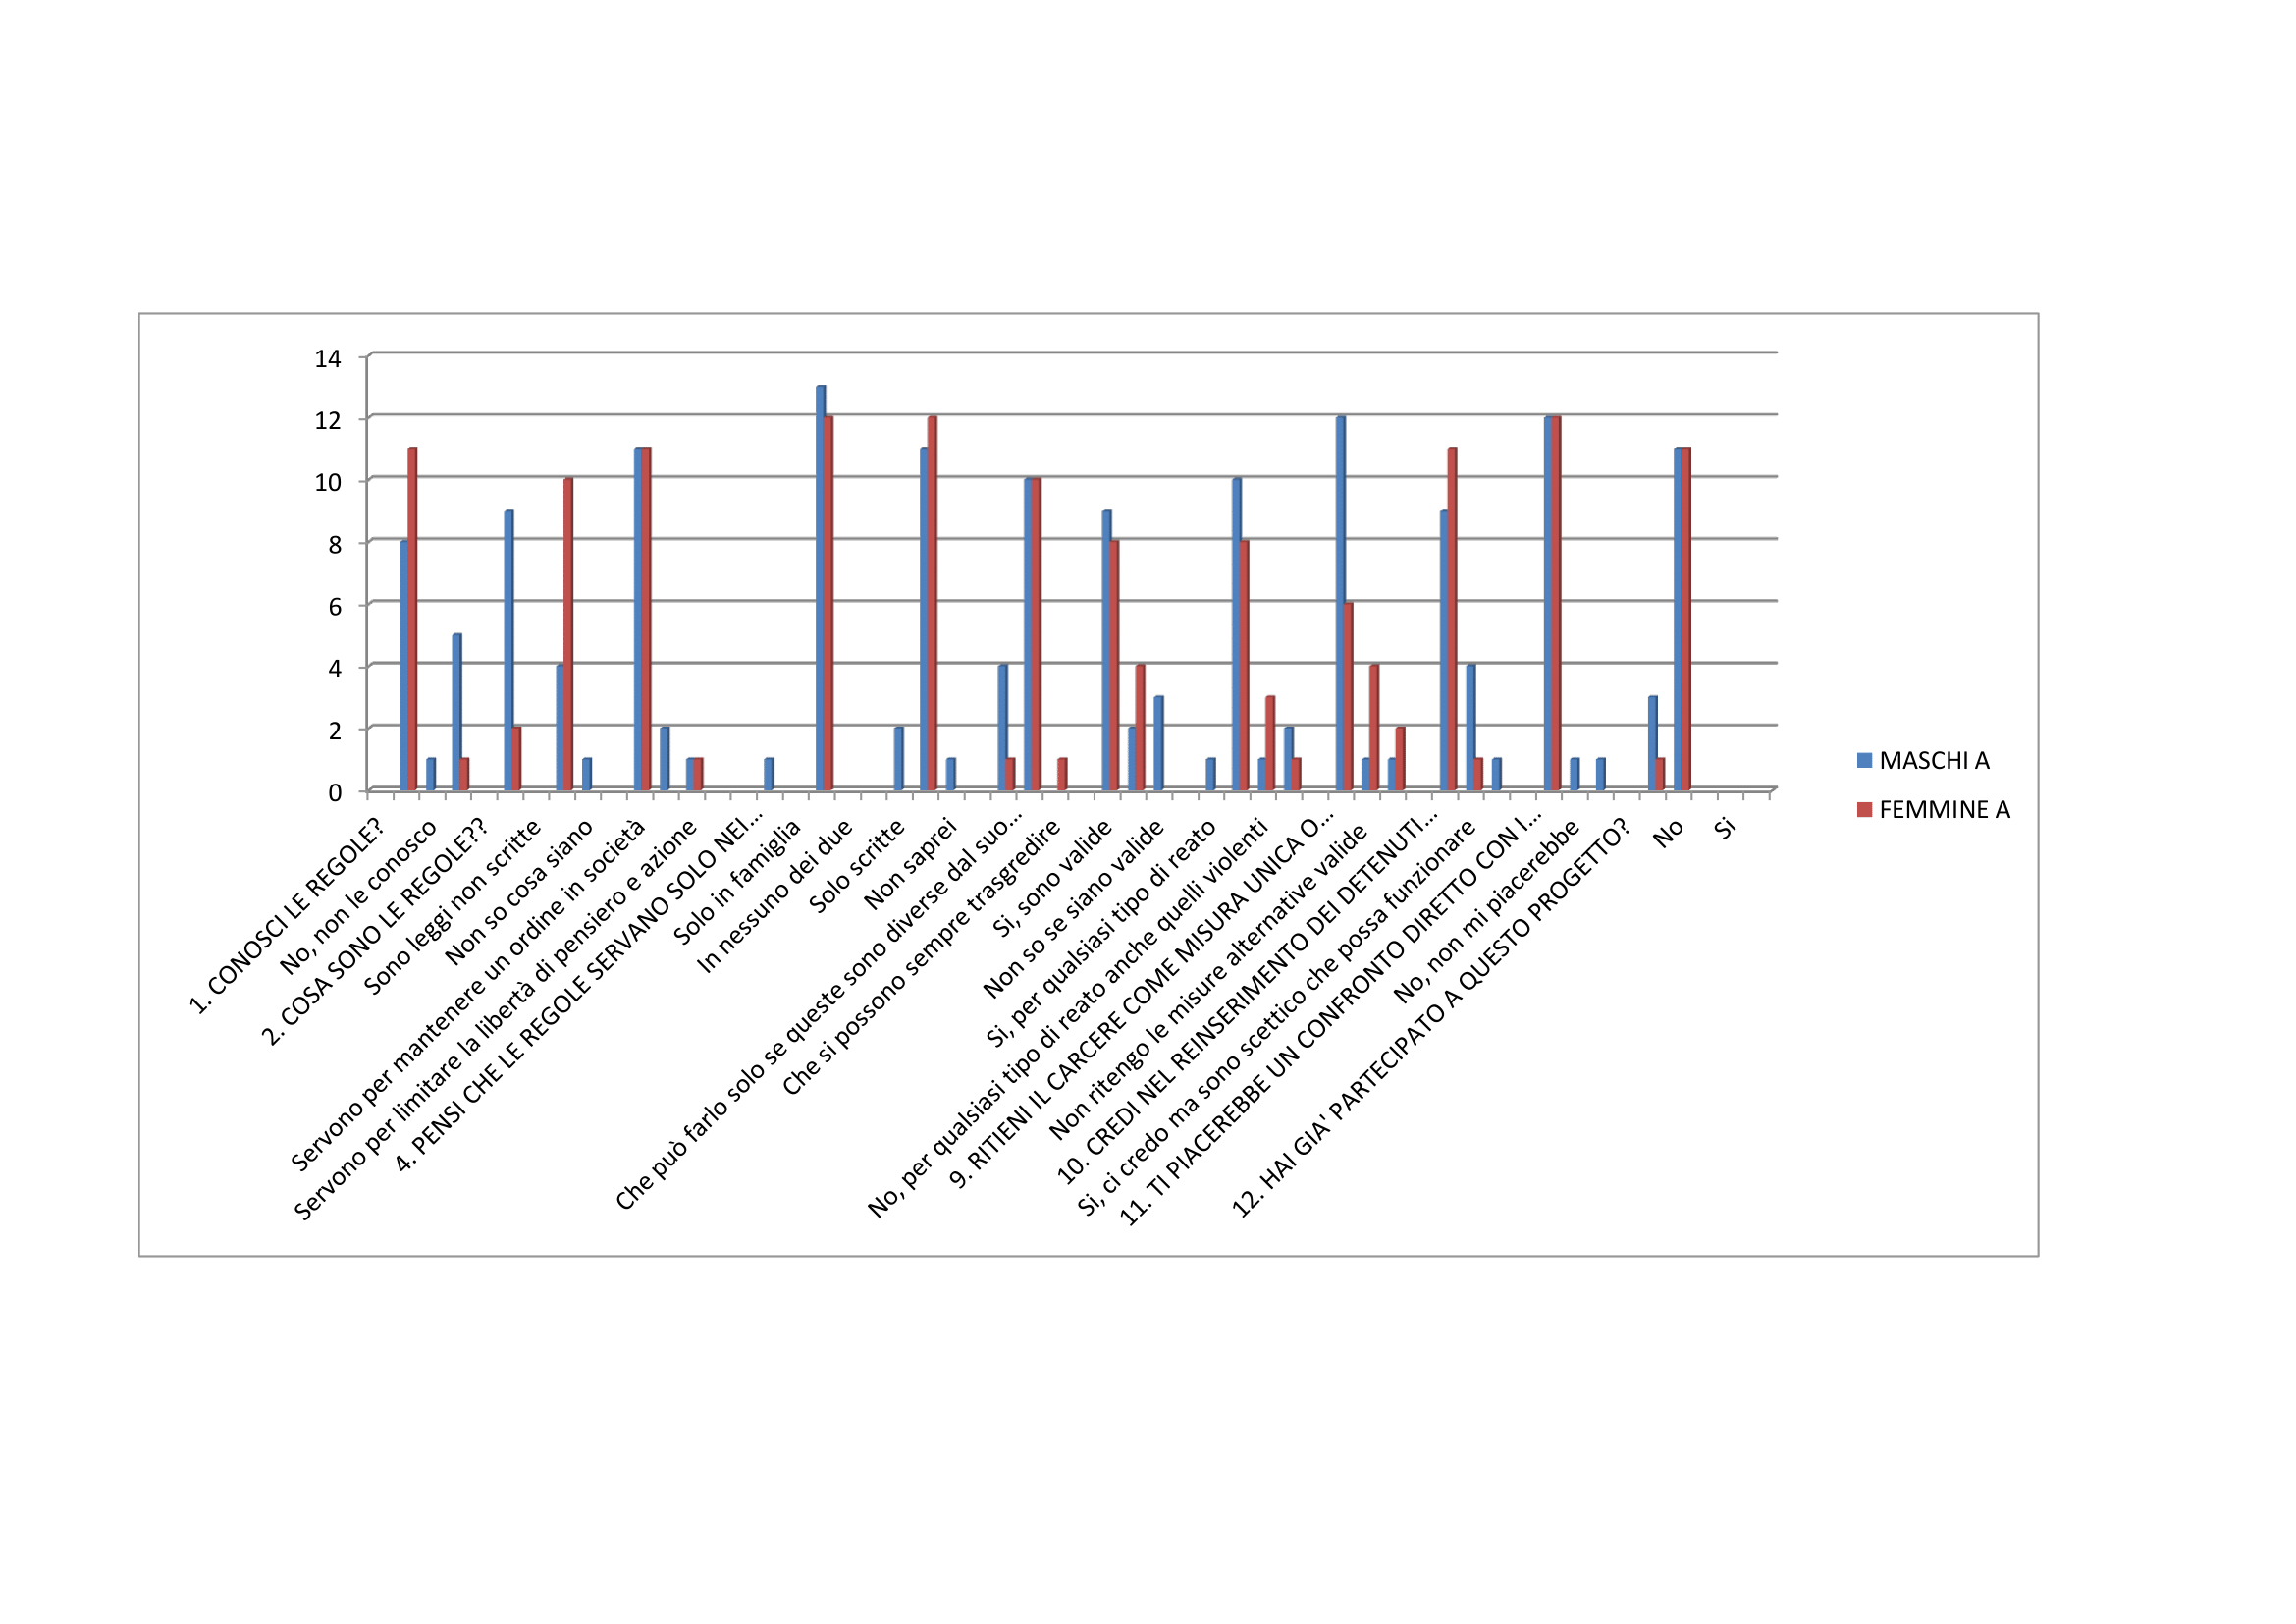 14
12
10
8
6
4
2
0
1. CONOSCI LE REGOLE?
No, non le conosco
2. COSA SONO LE REGOLE??
Sono leggi non scritte
Non so cosa siano
Servono per mantenere un ordine in società
Servono per limitare la libertà di pensiero e azione
4. PENSI CHE LE REGOLE SERVANO SOLO NEI…
Solo in famiglia
In nessuno dei due
Solo scritte
Non saprei
Che può farlo solo se queste sono diverse dal suo…
Che si possono sempre trasgredire
Si, sono valide
Non so se siano valide
Si, per qualsiasi tipo di reato
No, per qualsiasi tipo di reato anche quelli violenti
9. RITIENI IL CARCERE COME MISURA UNICA O…
Non ritengo le misure alternative valide
10. CREDI NEL REINSERIMENTO DEI DETENUTI…
Si, ci credo ma sono scettico che possa funzionare
11. TI PIACEREBBE UN CONFRONTO DIRETTO CON I…
No, non mi piacerebbe
12. HAI GIA' PARTECIPATO A QUESTO PROGETTO?
No
Si
MASCHI A
FEMMINE A